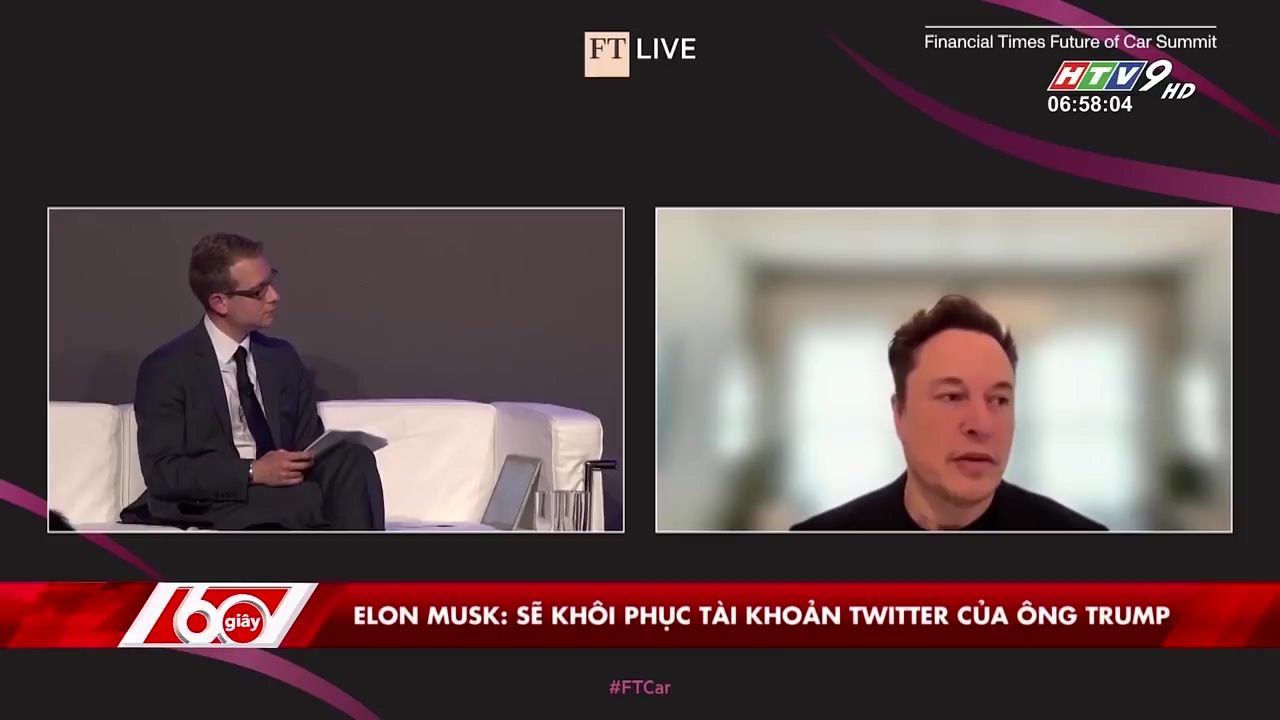 FT LIVE
Financial Times Future of Car Summit
HTV9 HD
06:58:04
60 giây
ELON MUSK: SẼ KHÔI PHỤC TÀI KHOẢN TWITTER CỦA ÔNG TRUMP
#FTCar